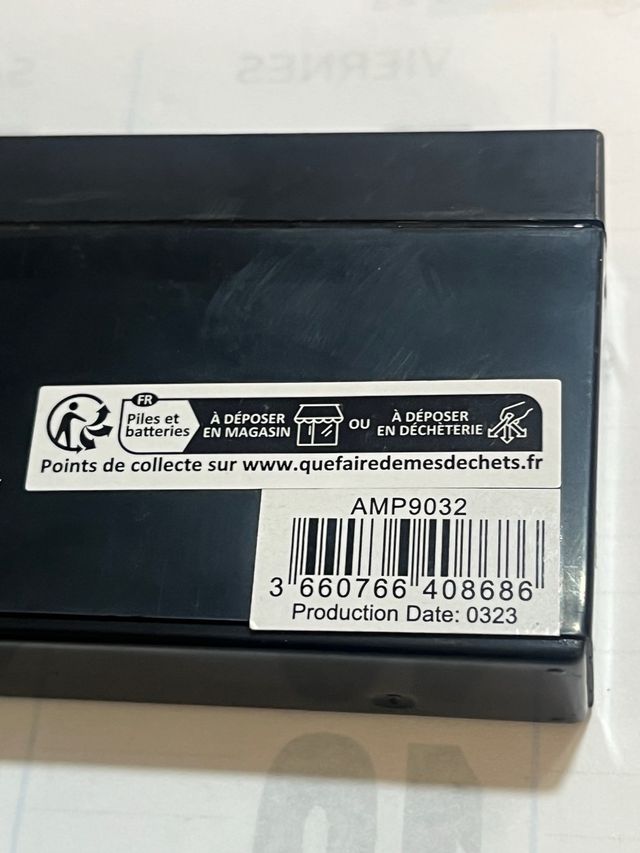 VIERNES
FR
Piles et
batteries
À DÉPOSER
EN MAGASIN
OU
À DÉPOSER
EN DÉCHÈTERIE
Points de collecte sur www.quefairedemesdechets.fr
AMP9032
3 660766 408686
Production Date: 0323